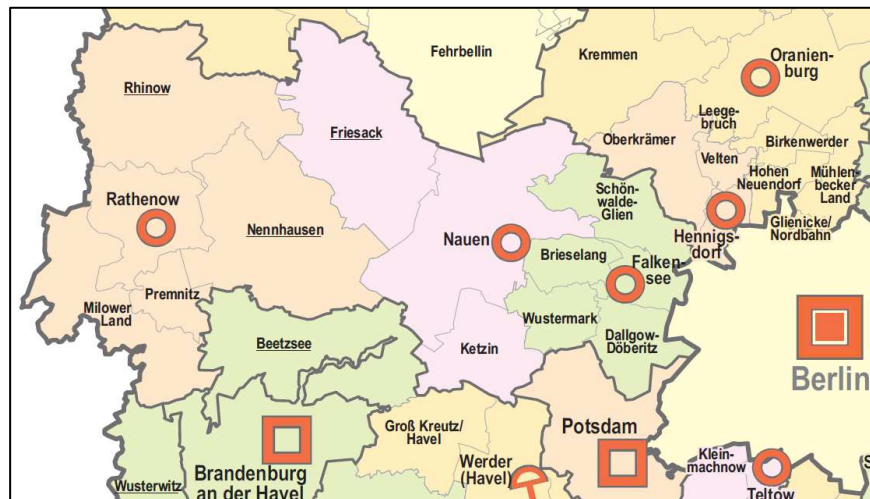 Fehrbellin
Kremmen
Oranien-
burg
Rhinow
Friesack
Leege-
bruch
Oberkrämer
Birkenwerder
Velten
Hohen
Neuendorf
Mühlen-
becker
Land
Schön-
walde-
Glien
Rathenow
Nennhausen
Nauen
Glienicke/
Nordbahn
Hennigs-
dorf
Brieselang
Falken-
see
Premnitz
Milower
Land
Wustermark
Beetzsee
Ketzin
Dallgow-
Döberitz
Berlin
Groß Kreutz/
Havel
Potsdam
Werder
(Havel)
Klein-
machnow
S
Brandenburg
an der Havel
Wusterwitz
Teltow